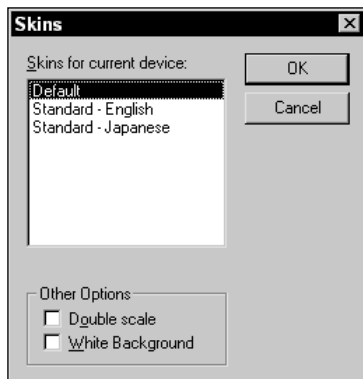 Skins
Skins for current device:
Default
Standard - English
Standard - Japanese
OK
Cancel
Other Options
Double scale
White Background